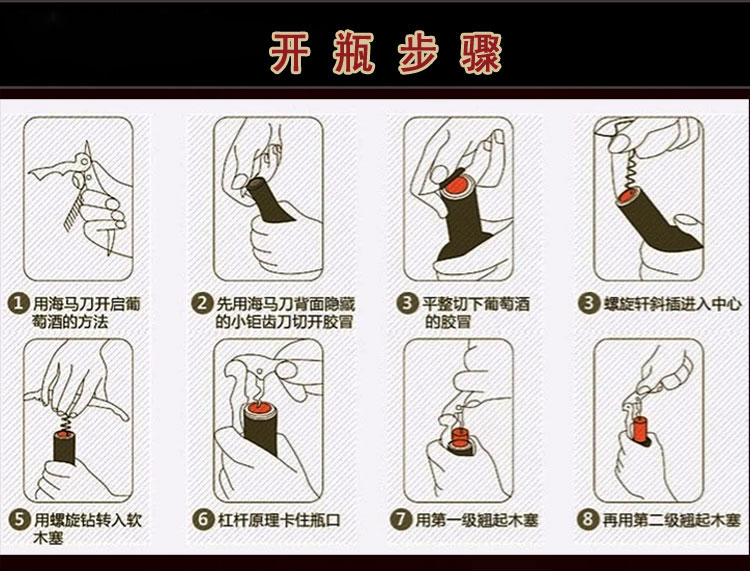 开瓶步骤
1 用海马刀开启葡
萄酒的方法
2 先用海马刀背面隐藏
的小钜齿刀切开胶冒
3 平整切下葡萄酒
的胶冒
3 螺旋钎斜插进入中心
5 用螺旋钻转入软
木塞
6 杠杆原理卡住瓶口
7 用第一级翘起木塞
8 再用第二级翘起木塞